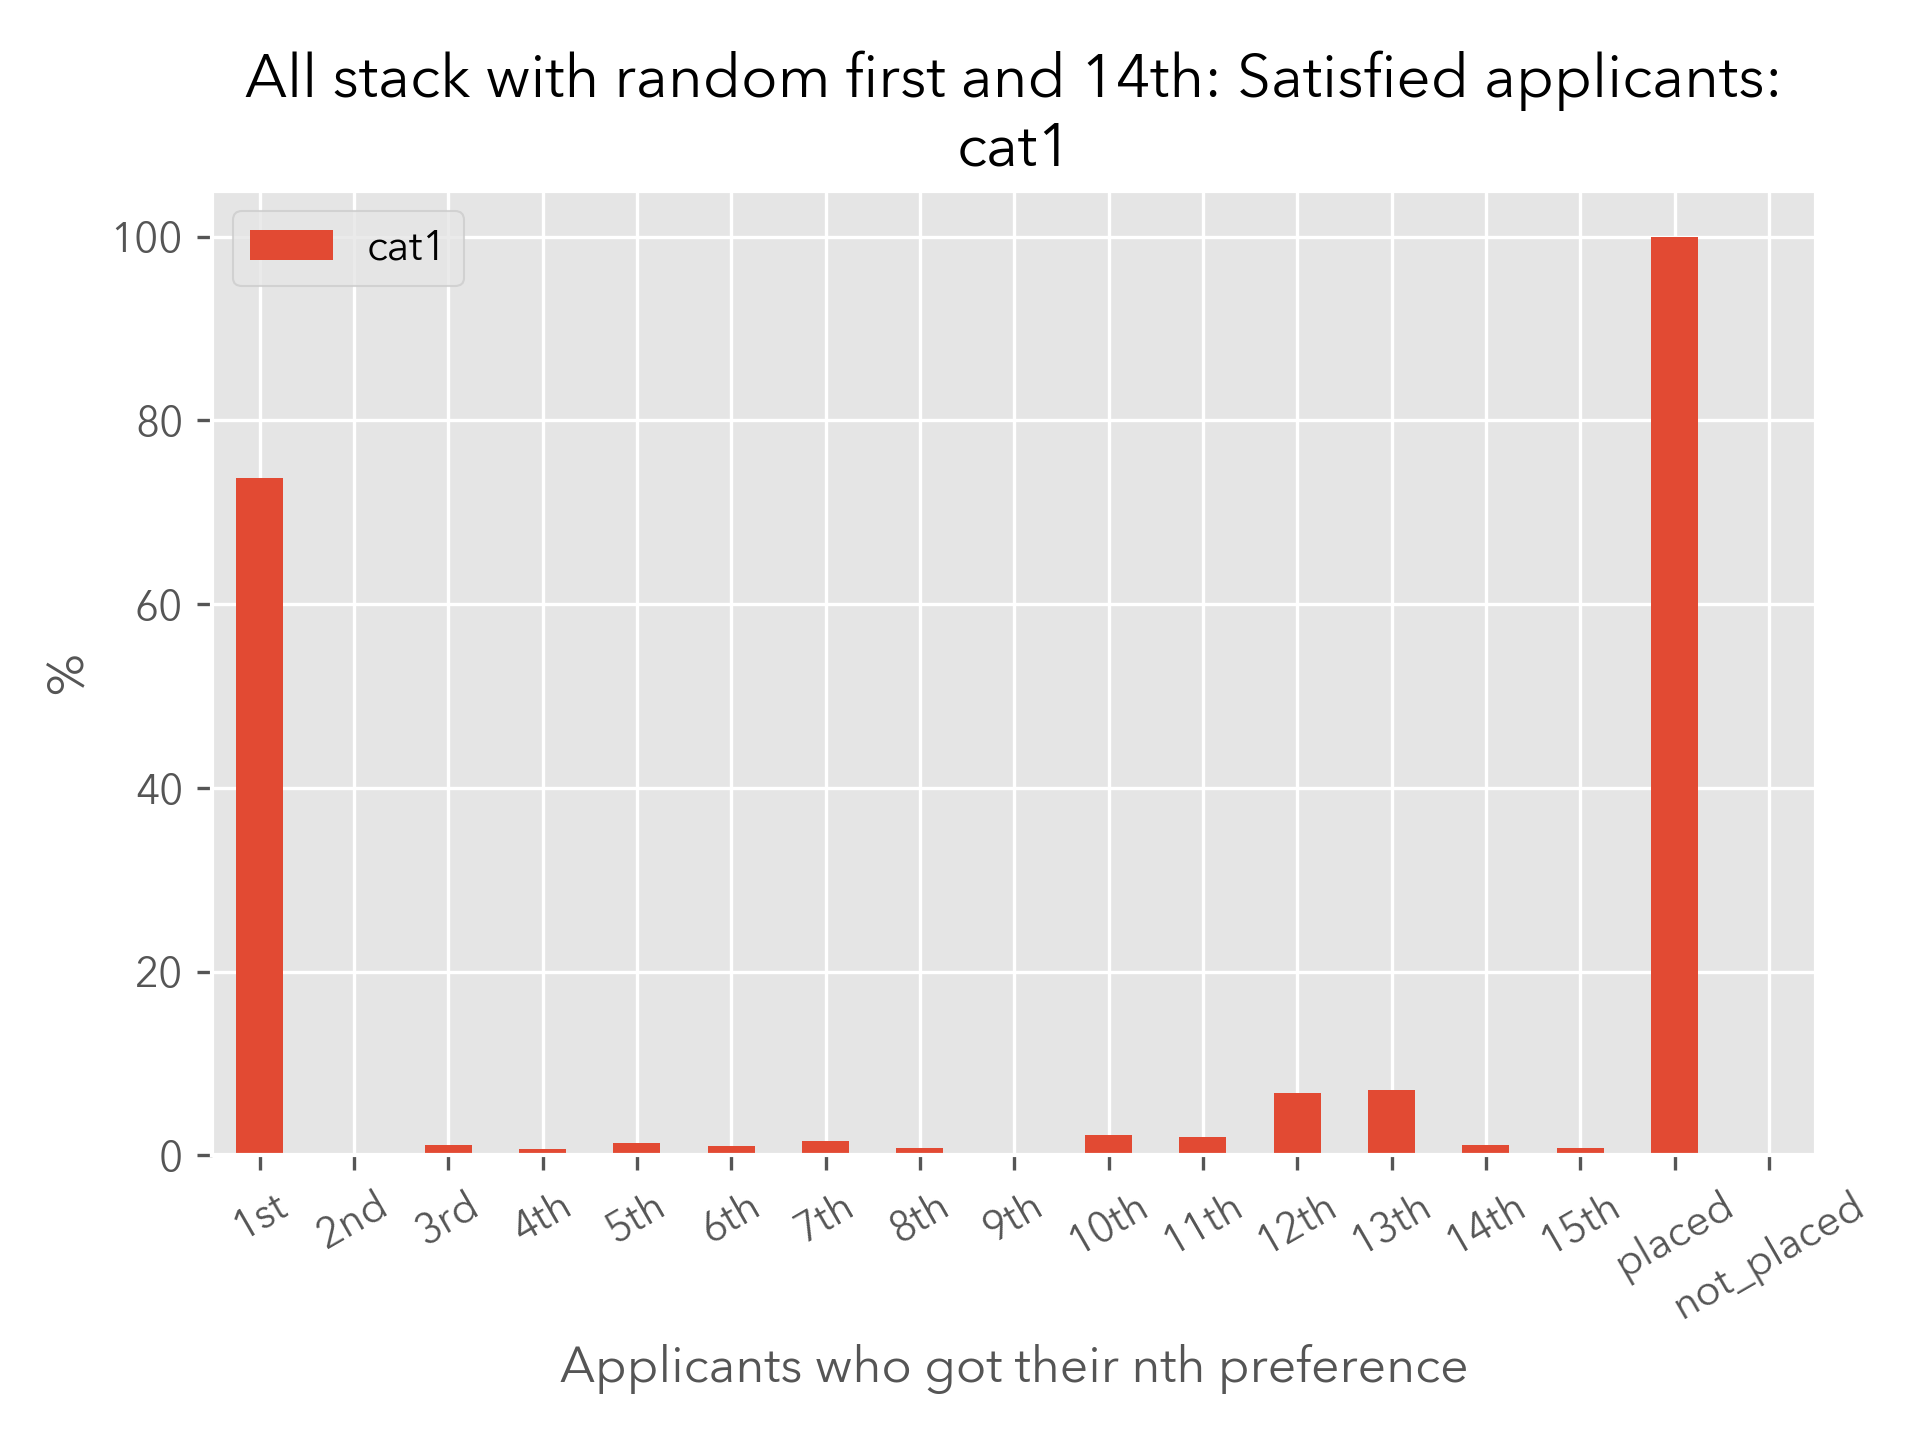 All stack with random first and 14th: Satisfied applicants:
cat1
cat1
100
80
60
40
20
0
%
1st 2nd 3rd 4th 5th 6th 7th 8th 9th 10th 11th 12th 13th 14th 15th placed not_placed
Applicants who got their nth preference